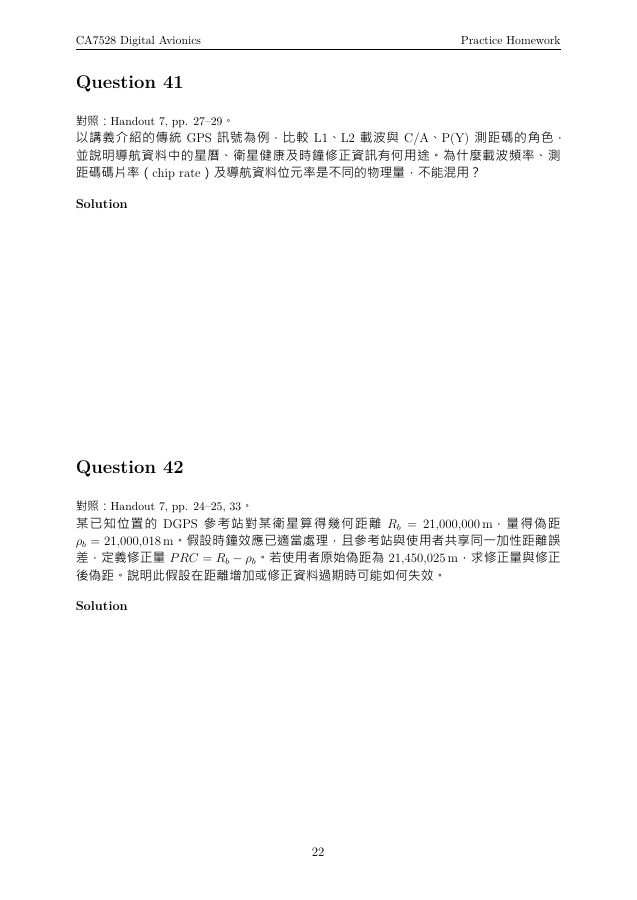 CA7528 Digital Avionics Practice Homework
Question 41
對照：Handout 7, pp. 27–29。
以講義介紹的傳統 GPS 訊號為例，比較 L1、L2 載波與 C/A、P(Y) 測距碼的角色，
並說明導航資料中的星曆、衛星健康及時鐘修正資訊有何用途。為什麼載波頻率、測
距碼碼片率（chip rate）及導航資料位元率是不同的物理量，不能混用？
Solution
Question 42
對照：Handout 7, pp. 24–25, 33。
某已知位置的 DGPS 參考站對某衛星算得幾何距離 R_b = 21,000,000 m，量得偽距
ρ_b = 21,000,018 m。假設時鐘效應已適當處理，且參考站與使用者共享同一加性距離誤
差，定義修正量 PRC = R_b − ρ_b。若使用者原始偽距為 21,450,025 m，求修正量與修正
後偽距。說明此假設在距離增加或修正資料過期時可能如何失效。
Solution
22